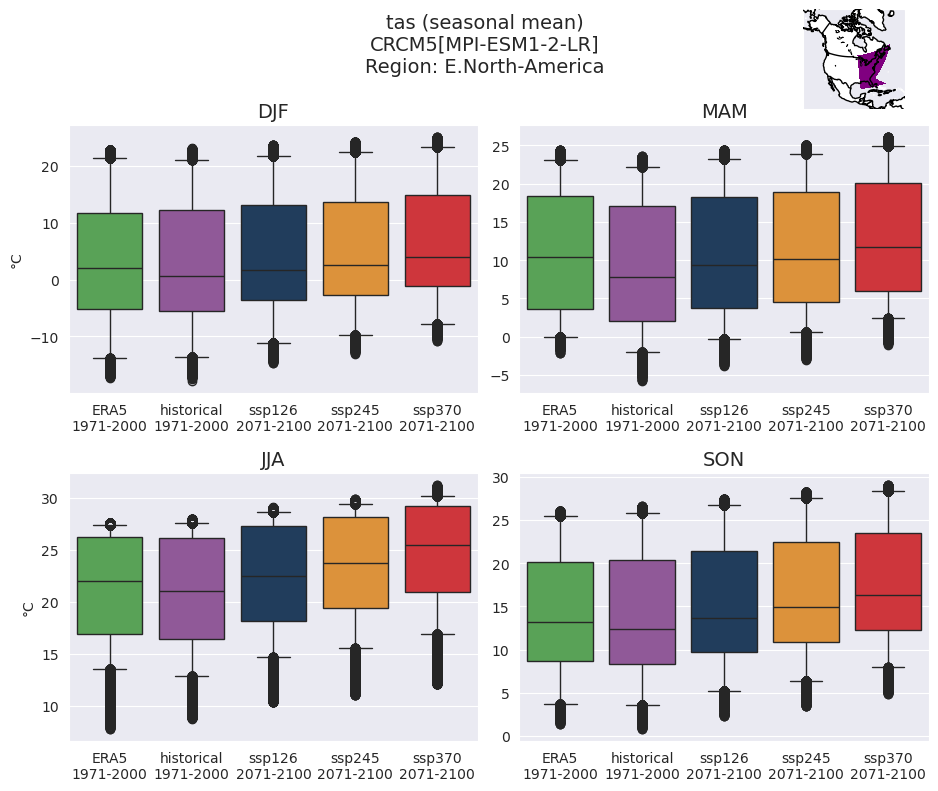 tas (seasonal mean)
CRCM5[MPI-ESM1-2-LR]
Region: E.North-America
DJF
MAM
20
10
0
−10
°C
25
20
15
10
5
0
−5
ERA5 historical ssp126 ssp245 ssp370
1971-2000 1971-2000 2071-2100 2071-2100 2071-2100
ERA5 historical ssp126 ssp245 ssp370
1971-2000 1971-2000 2071-2100 2071-2100 2071-2100
JJA
SON
30
25
20
15
10
°C
30
25
20
15
10
5
0
ERA5 historical ssp126 ssp245 ssp370
1971-2000 1971-2000 2071-2100 2071-2100 2071-2100
ERA5 historical ssp126 ssp245 ssp370
1971-2000 1971-2000 2071-2100 2071-2100 2071-2100